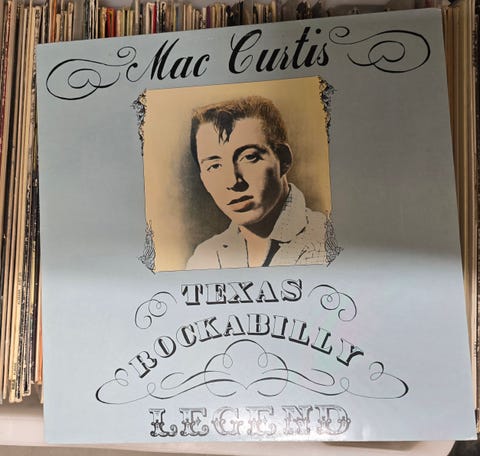 Mac Curtis
TEXAS
ROCKABILLY
LEGEND